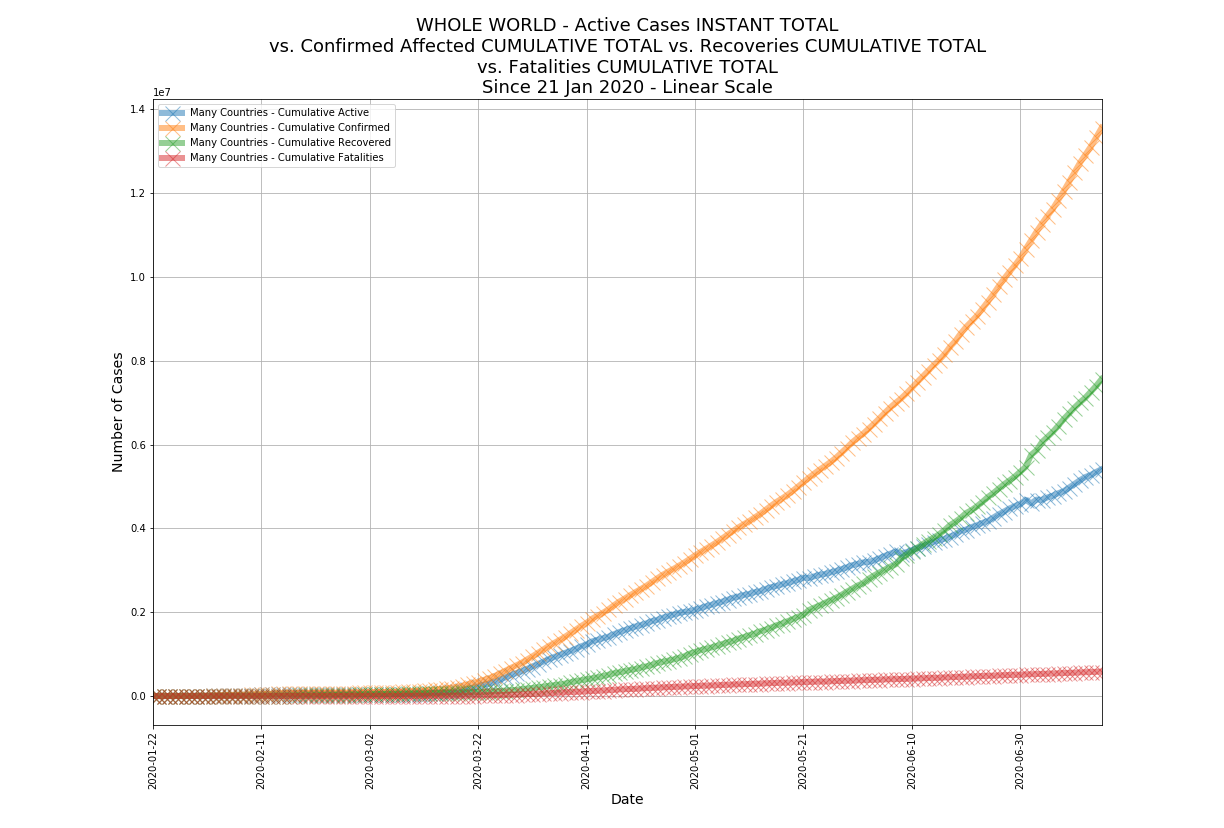 WHOLE WORLD - Active Cases INSTANT TOTAL
vs. Confirmed Affected CUMULATIVE TOTAL vs. Recoveries CUMULATIVE TOTAL
vs. Fatalities CUMULATIVE TOTAL
Since 21 Jan 2020 - Linear Scale
1e7
Many Countries - Cumulative Active
Many Countries - Cumulative Confirmed
Many Countries - Cumulative Recovered
Many Countries - Cumulative Fatalities
1.4
1.2
1.0
0.8
0.6
0.4
0.2
0.0
Number of Cases
2020-01-22
2020-02-11
2020-03-02
2020-03-22
2020-04-11
2020-05-01
2020-05-21
2020-06-10
2020-06-30
Date